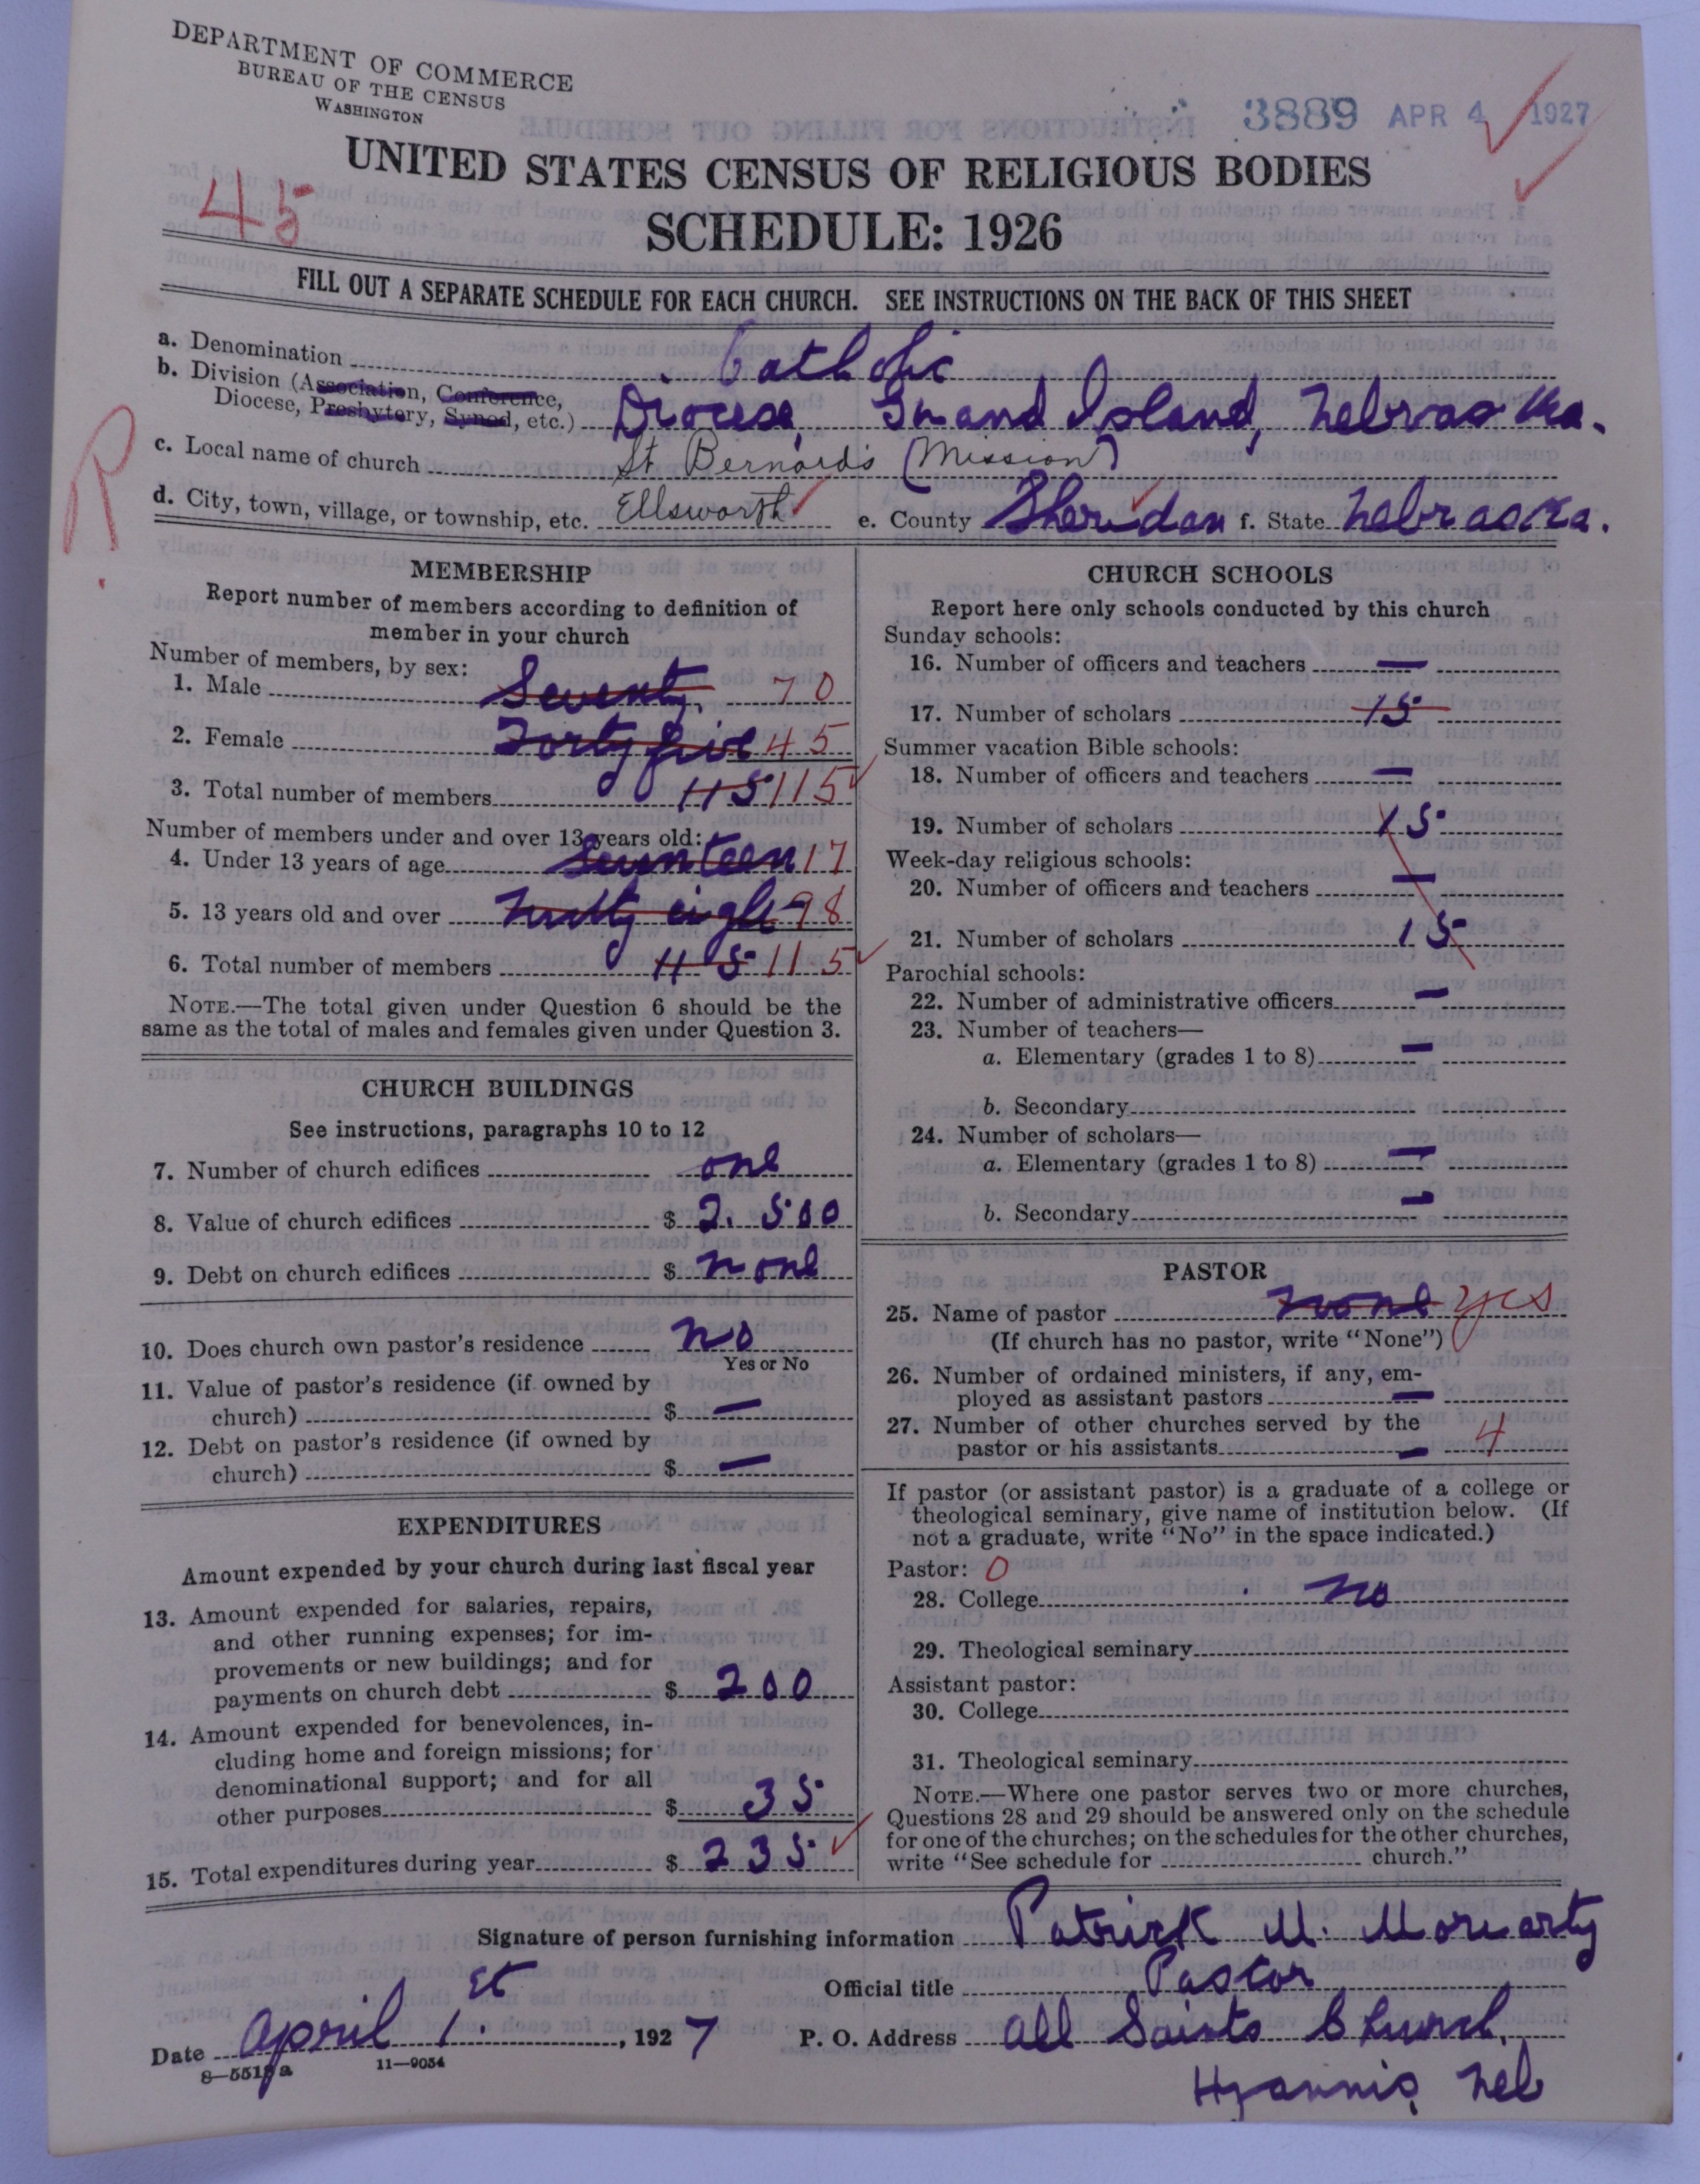 DEPARTMENT OF COMMERCE
BUREAU OF THE CENSUS
WASHINGTON
3889 APR 4 1927
UNITED STATES CENSUS OF RELIGIOUS BODIES
45
SCHEDULE: 1926
FILL OUT A SEPARATE SCHEDULE FOR EACH CHURCH. SEE INSTRUCTIONS ON THE BACK OF THIS SHEET
a. Denomination Catholic
b. Division (Association, Conference,
Diocese, Presbytery, Synod, etc.) Diocese, Grand Island, Nebraska.
R
c. Local name of church St Bernard's (Mission)
d. City, town, village, or township, etc. Ellsworth e. County Sheridan f. State Nebraska.
MEMBERSHIP
Report number of members according to definition of
member in your church
Number of members, by sex:
1. Male Seventy. 70
2. Female Forty five 45
3. Total number of members 115 115
Number of members under and over 13 years old:
4. Under 13 years of age Seventeen 17
5. 13 years old and over 98
6. Total number of members 115 115
NOTE.—The total given under Question 6 should be the
same as the total of males and females given under Question 3.
CHURCH BUILDINGS
See instructions, paragraphs 10 to 12
7. Number of church edifices one
8. Value of church edifices $ 2.500
9. Debt on church edifices $ None
10. Does church own pastor's residence No
Yes or No
11. Value of pastor's residence (if owned by
church) $ —
12. Debt on pastor's residence (if owned by
church) $ —
EXPENDITURES
Amount expended by your church during last fiscal year
13. Amount expended for salaries, repairs,
and other running expenses; for im-
provements or new buildings; and for
payments on church debt $ 200
14. Amount expended for benevolences, in-
cluding home and foreign missions; for
denominational support; and for all
other purposes $ 35
15. Total expenditures during year $ 235
CHURCH SCHOOLS
Report here only schools conducted by this church
Sunday schools:
16. Number of officers and teachers —
17. Number of scholars 15
Summer vacation Bible schools:
18. Number of officers and teachers —
19. Number of scholars 15
Week-day religious schools:
20. Number of officers and teachers —
21. Number of scholars 15
Parochial schools:
22. Number of administrative officers —
23. Number of teachers—
a. Elementary (grades 1 to 8) —
b. Secondary
24. Number of scholars—
a. Elementary (grades 1 to 8) —
b. Secondary —
PASTOR
25. Name of pastor None yes
(If church has no pastor, write "None")
26. Number of ordained ministers, if any, em-
ployed as assistant pastors —
27. Number of other churches served by the
pastor or his assistants — 4
If pastor (or assistant pastor) is a graduate of a college or
theological seminary, give name of institution below. (If
not a graduate, write "No" in the space indicated.)
Pastor: 0
28. College No
29. Theological seminary
Assistant pastor:
30. College
31. Theological seminary
NOTE.—Where one pastor serves two or more churches,
Questions 28 and 29 should be answered only on the schedule
for one of the churches; on the schedules for the other churches,
write "See schedule for church."
Signature of person furnishing information Patrick M. Moriarty
Official title Pastor
Date April 1. st, 1927 P. O. Address All Saints Church,
8—5518a 11—9054
Hyannis, Neb